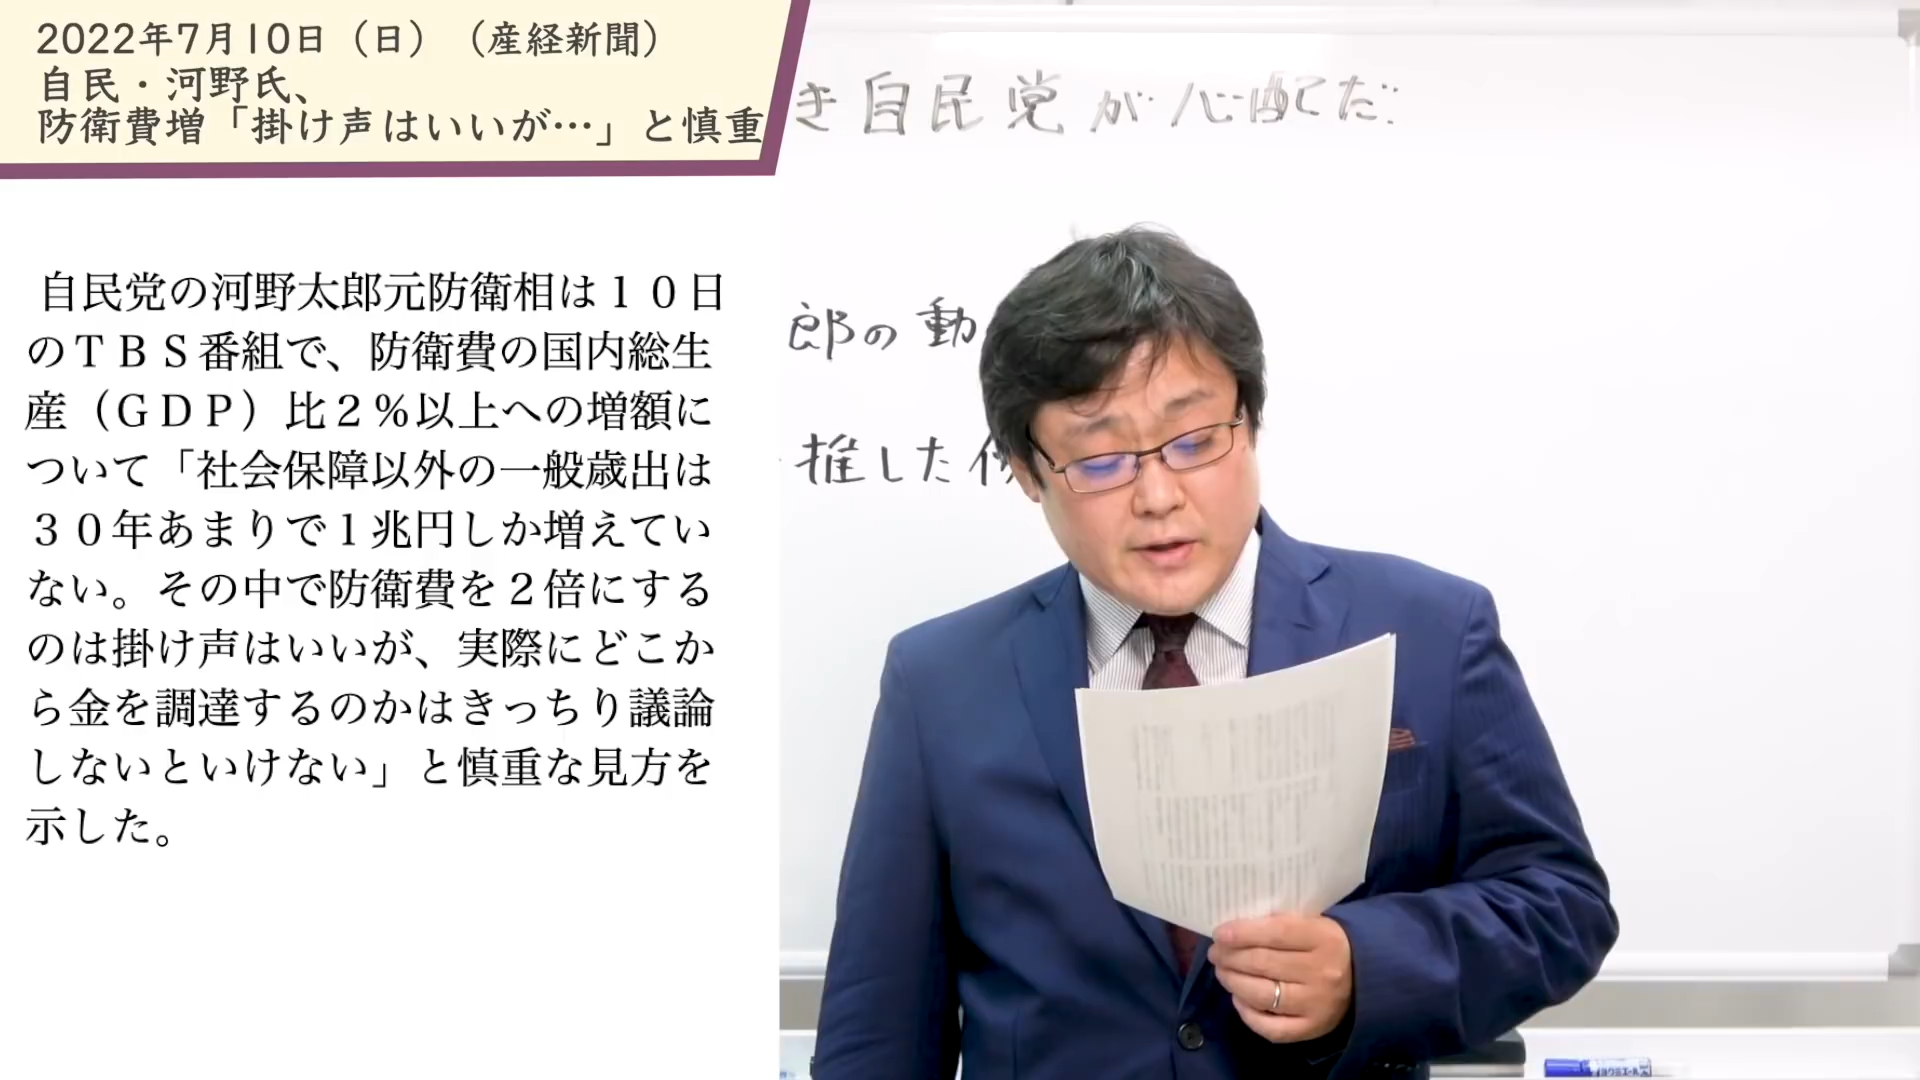 2022年7月10日（日）（産経新聞）
自民・河野氏、
防衛費増「掛け声はいいが…」と慎重
自民党の河野太郎元防衛相は１０日
のＴＢＳ番組で、防衛費の国内総生
産（ＧＤＰ）比２％以上への増額に
ついて「社会保障以外の一般歳出は
３０年あまりで１兆円しか増えてい
ない。その中で防衛費を２倍にする
のは掛け声はいいが、実際にどこか
ら金を調達するのかはきっちり議論
しないといけない」と慎重な見方を
示した。
き自民党が心配だ
郎の動
推した